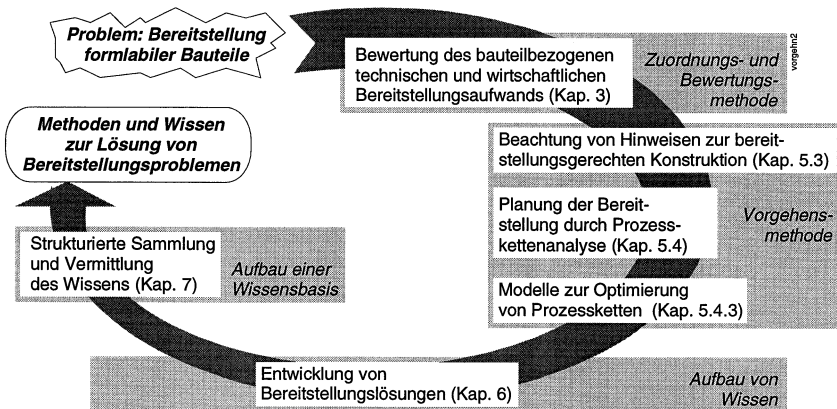 Problem: Bereitstellung
formlabiler Bauteile
Bewertung des bauteilbezogenen
technischen und wirtschaftlichen
Bereitstellungsaufwands (Kap. 3)
Zuordnungs- und
Bewertungs-
methode
vorgehn2
Methoden und Wissen
zur Lösung von
Bereitstellungsproblemen
Beachtung von Hinweisen zur bereit-
stellungsgerechten Konstruktion (Kap. 5.3)
Planung der Bereit-
stellung durch Prozess-
kettenanalyse (Kap. 5.4)
Vorgehens-
methode
Modelle zur Optimierung
von Prozessketten (Kap. 5.4.3)
Strukturierte Sammlung
und Vermittlung
des Wissens (Kap. 7)
Aufbau einer
Wissensbasis
Entwicklung von
Bereitstellungslösungen (Kap. 6)
Aufbau von
Wissen